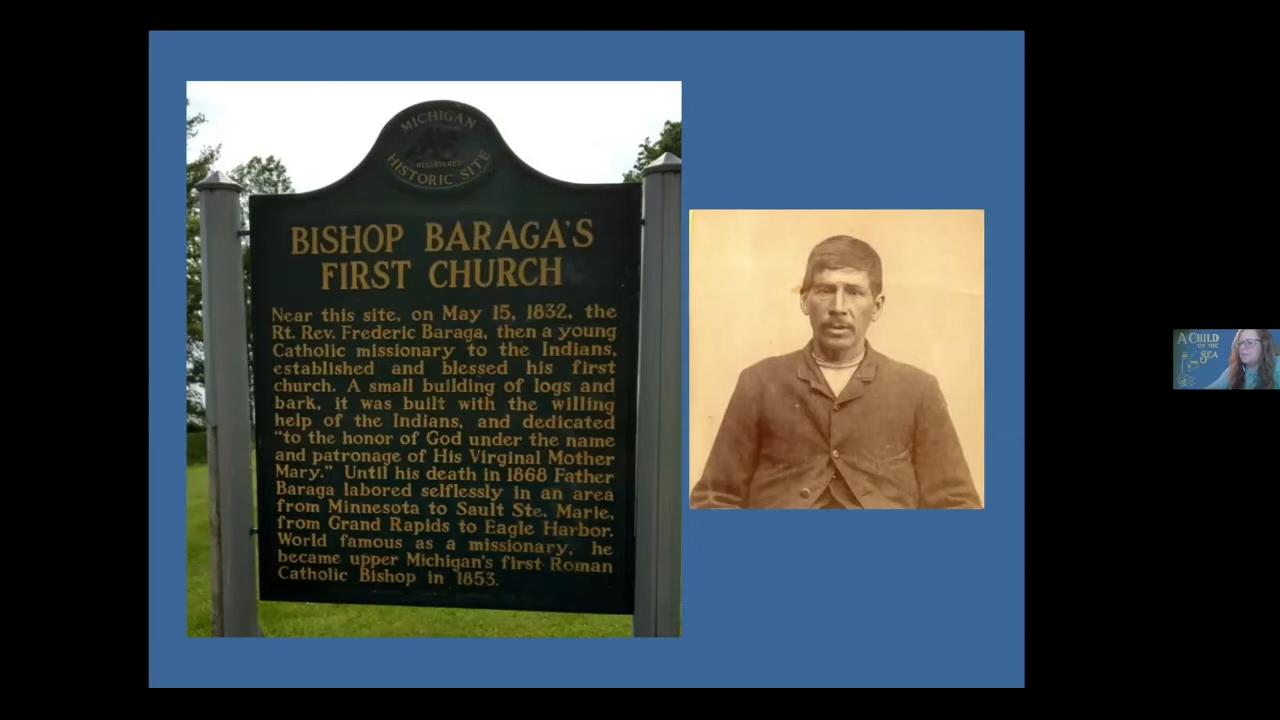 MICHIGAN
REGISTERED
HISTORIC SITE
BISHOP BARAGA'S
FIRST CHURCH
Near this site, on May 15, 1832, the
Rt. Rev. Frederic Baraga, then a young
Catholic missionary to the Indians,
established and blessed his first
church. A small building of logs and
bark, it was built with the willing
help of the Indians, and dedicated
"to the honor of God under the name
and patronage of His Virginal Mother
Mary." Until his death in 1868 Father
Baraga labored selflessly in an area
from Minnesota to Sault Ste. Marie,
from Grand Rapids to Eagle Harbor.
World famous as a missionary, he
became upper Michigan's first Roman
Catholic Bishop in 1853.
A CHILD
OF THE
SEA